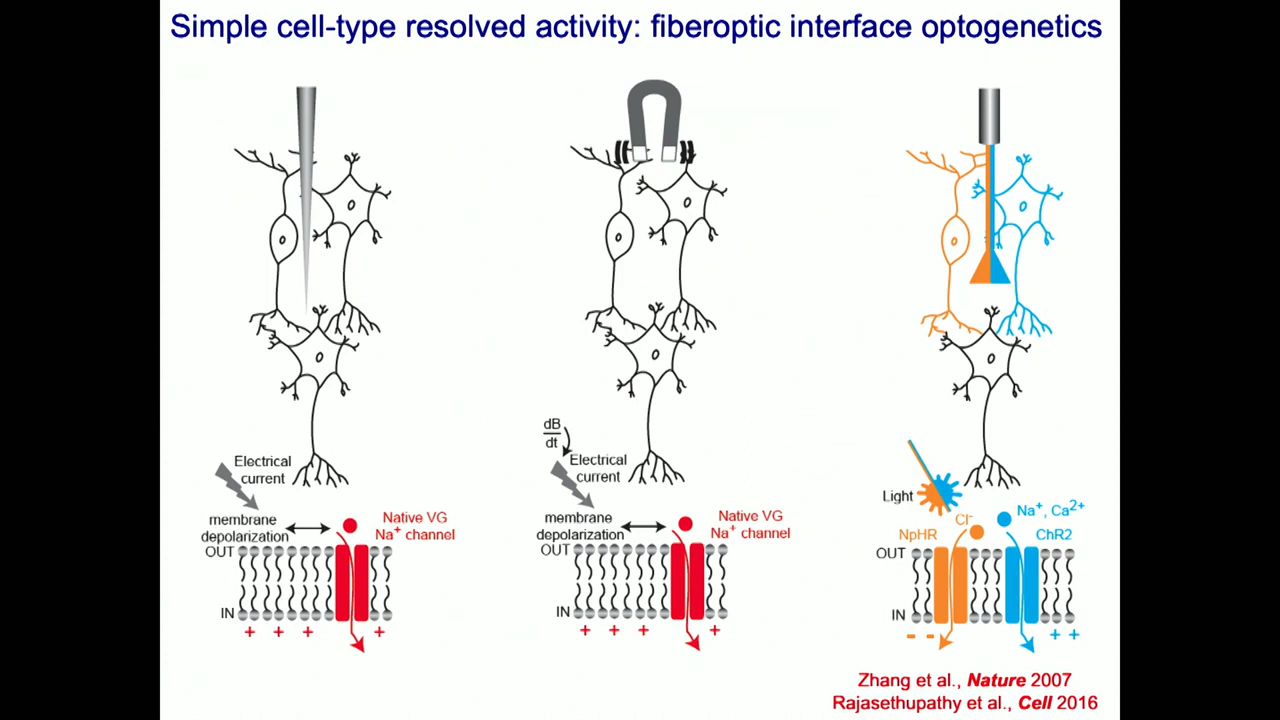 Simple cell-type resolved activity: fiberoptic interface optogenetics
Electrical
current
membrane
depolarization
Native VG
Na⁺ channel
OUT
IN
+ + + +
dB
dt
Electrical
current
membrane
depolarization
Native VG
Na⁺ channel
OUT
IN
+ + + +
Light
Cl⁻
Na⁺, Ca²⁺
NpHR
ChR2
OUT
IN
- - + +
Zhang et al., Nature 2007
Rajasethupathy et al., Cell 2016